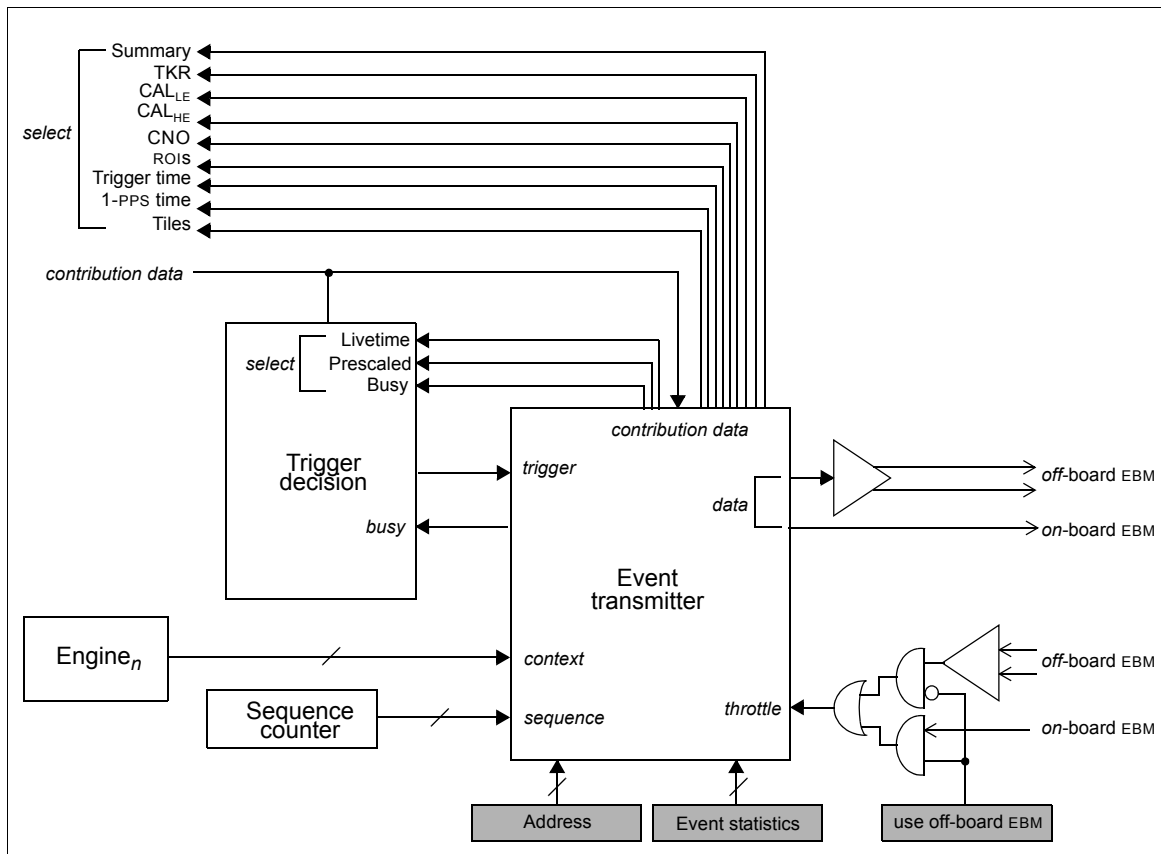 Summary
TKR
CALLE
CALHE
select
CNO
ROIs
Trigger time
1-PPS time
Tiles
contribution data
Livetime
select
Prescaled
Busy
contribution data
Trigger
decision
trigger
off-board EBM
data
busy
on-board EBM
Event
transmitter
Enginen
context
off-board EBM
Sequence
counter
sequence
throttle
on-board EBM
Address
Event statistics
use off-board EBM